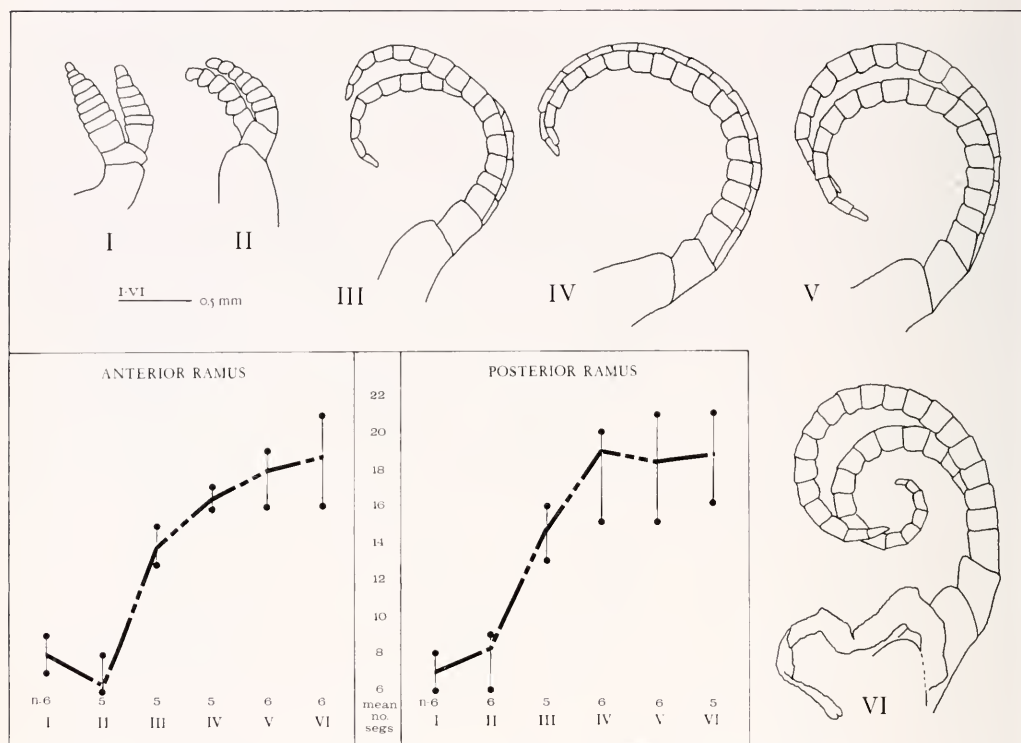 I
II
III
IV
V
I-VI
0.5 mm
ANTERIOR RAMUS
POSTERIOR RAMUS
22
20
18
16
14
12
10
8
6
n-6 5 5 5 6 6
I II III IV V VI
mean
no.
segs
6 6 5 6 6 5
I II III IV V VI
VI